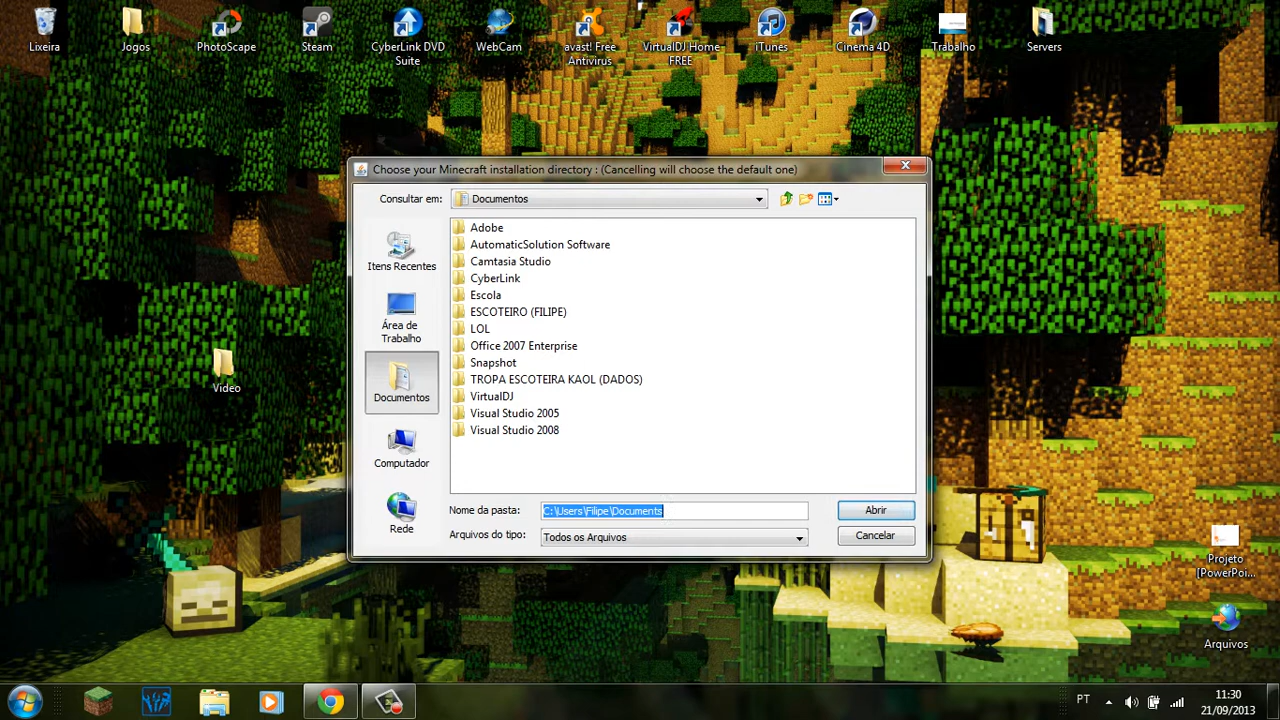 Lixeira
Jogos
PhotoScape
Steam
CyberLink DVD
Suite
WebCam
avast! Free
Antivirus
VirtualDJ Home
FREE
iTunes
Cinema 4D
Trabalho
Servers
Video
Choose your Minecraft installation directory : (Cancelling will choose the default one)
Consultar em:
Documentos
Itens Recentes
Área de
Trabalho
Documentos
Computador
Rede
Adobe
AutomaticSolution Software
Camtasia Studio
CyberLink
Escola
ESCOTEIRO (FILIPE)
LOL
Office 2007 Enterprise
Snapshot
TROPA ESCOTEIRA KAOL (DADOS)
VirtualDJ
Visual Studio 2005
Visual Studio 2008
Nome da pasta:
C:\Users\Filipe\Documents
Abrir
Arquivos do tipo:
Todos os Arquivos
Cancelar
Projeto
[PowerPoi...
Arquivos
PT
11:30
21/09/2013